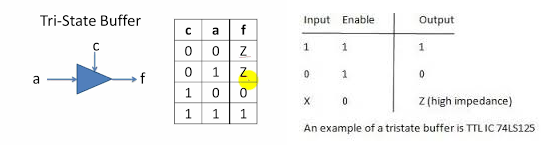 Tri-State Buffer
c
a f
c a f
0 0 Z
0 1 Z
1 0 0
1 1 1
Input Enable Output
1 1 1
0 1 0
X 0 Z (high impedance)
An example of a tristate buffer is TTL IC 74LS125